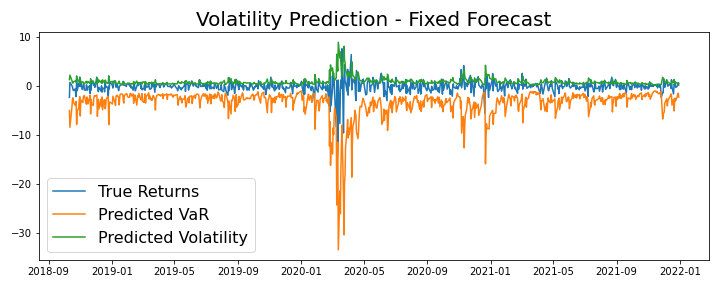 Volatility Prediction - Fixed Forecast
10
0
−10
−20
−30
True Returns
Predicted VaR
Predicted Volatility
2018-09 2019-01 2019-05 2019-09 2020-01 2020-05 2020-09 2021-01 2021-05 2021-09 2022-01